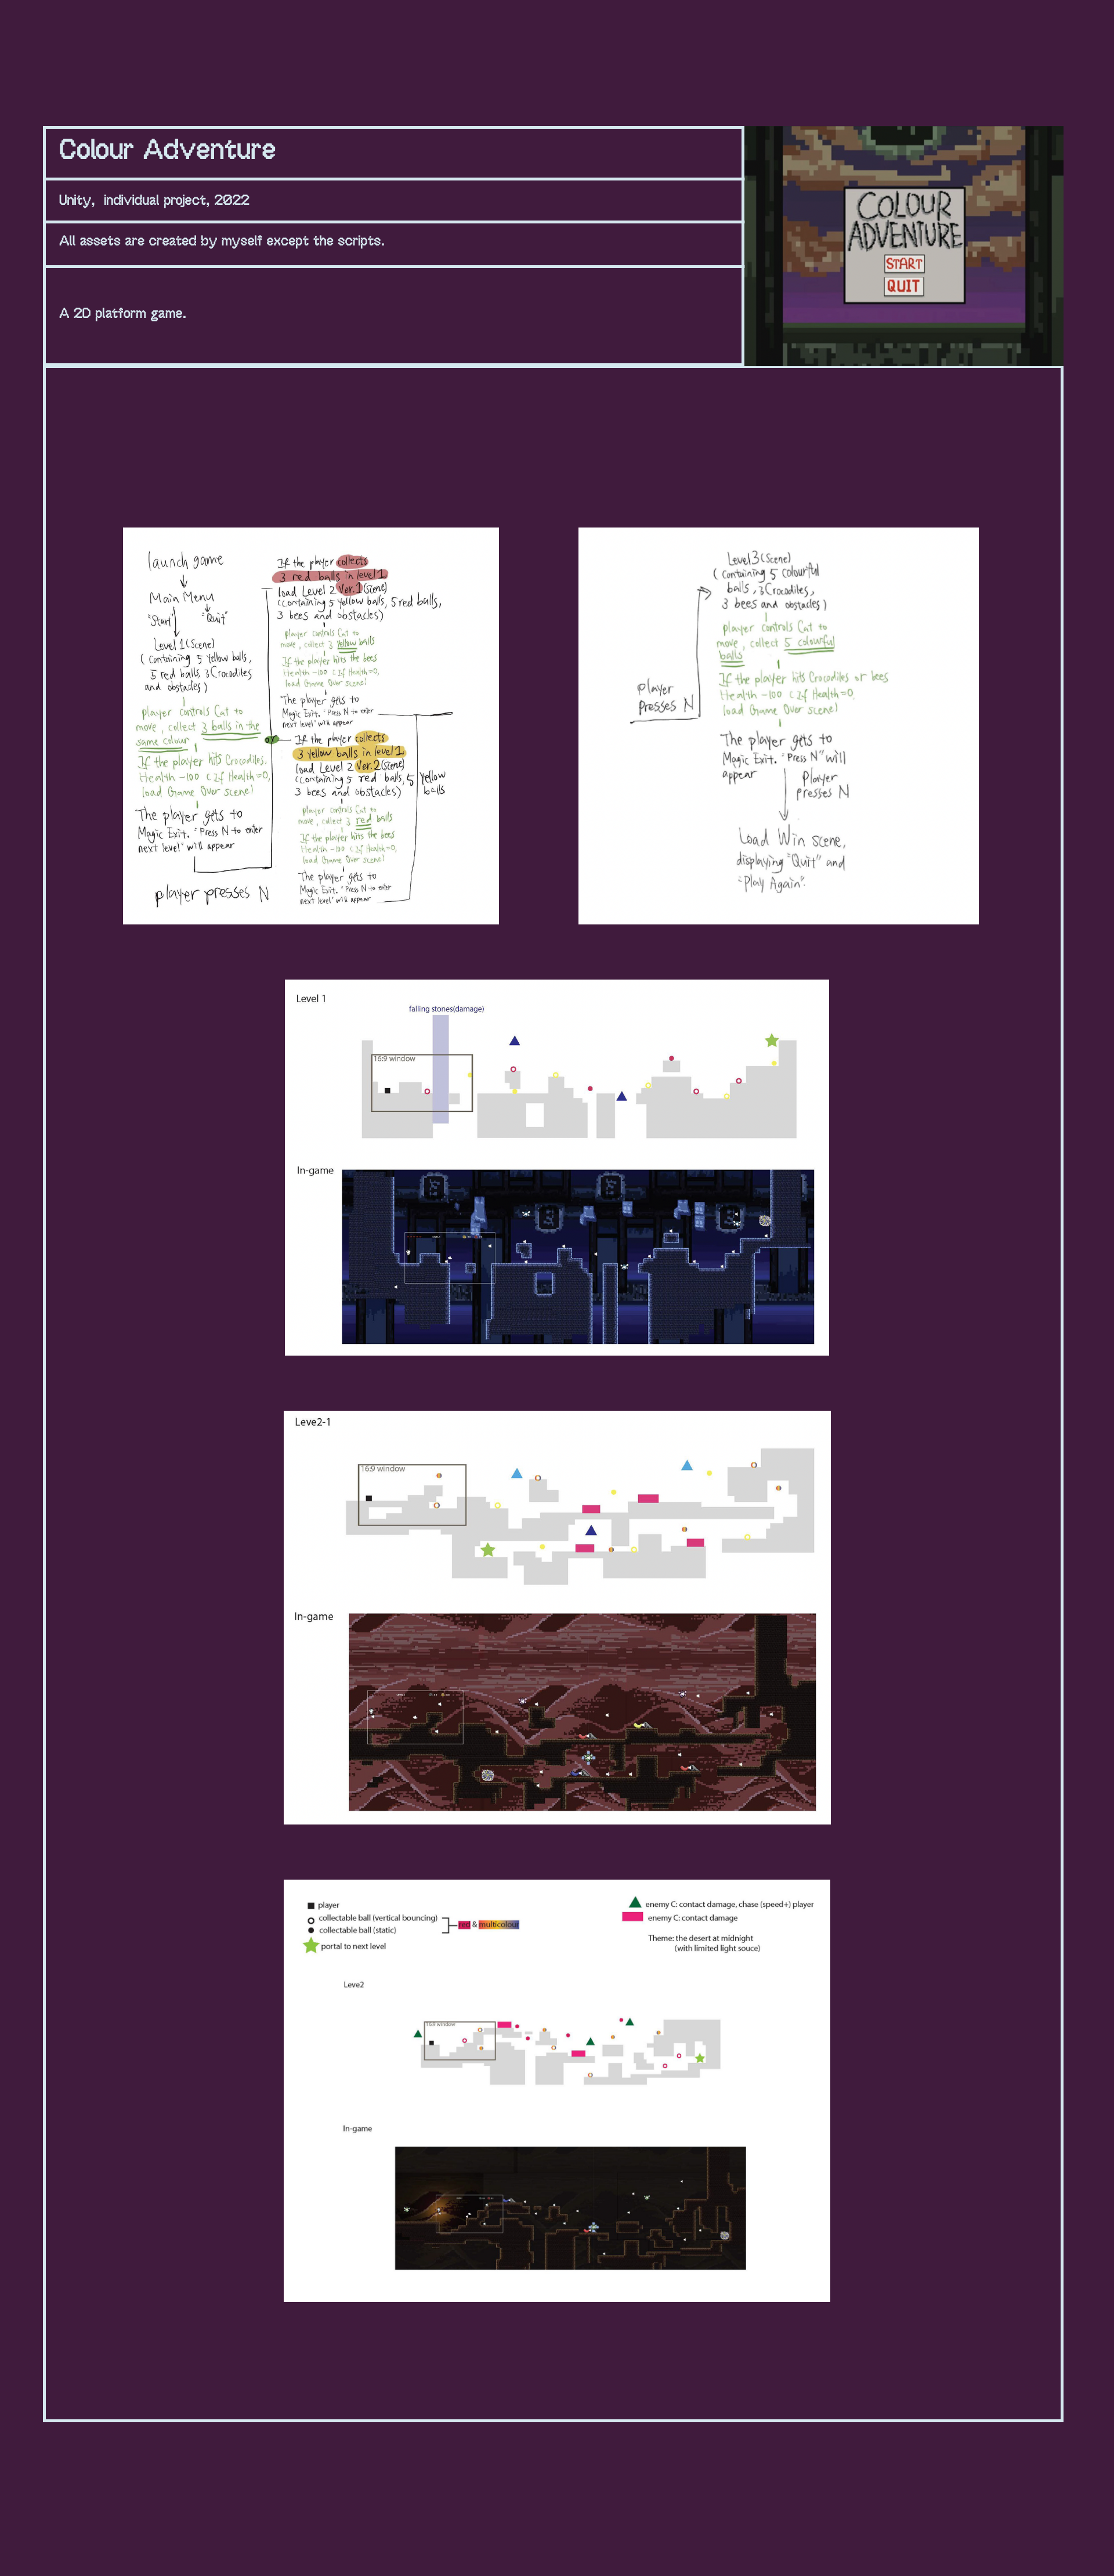 Colour Adventure
Unity, individual project, 2022
All assets are created by myself except the scripts.
A 2D platform game.
COLOUR
ADVENTURE
START
QUIT
launch game
Main Menu
"Start"
"Quit"
Level 1 (Scene)
( Containing 5 Yellow balls,
5 red balls 3 Crocodiles
and obstacles )
player controls Cat to
move, collect 3 balls in the
same colour
If the player hits Crocodiles.
Health -100 ( If Health=0,
load Game Over scene)
The player gets to
Magic Exit. "Press N to enter
next level" will appear
player presses N
or
If the player collects
3 red balls in level 1
load Level 2 Ver.1 (Scene)
(Containing 5 Yellow balls, 5 red balls,
3 bees and obstacles)
player controls Cat to
move, collect 3 Yellow balls
If the player hits the bees
Health -100 ( If Health=0,
load Game Over scene)
The player gets to
Magic Exit. "Press N to enter
next level" will appear
If the player collects
3 Yellow balls in level 1,
load Level 2 Ver.2 (Scene)
(Containing 5 red balls, 5 Yellow
balls
3 bees and obstacles)
player controls Cat to
move, collect 3 red balls
If the player hits the bees
Health -100 ( If Health=0,
load Game Over scene)
The player gets to
Magic Exit. "Press N to enter
next level" will appear
Player
Presses N
Level 3 (Scene)
( Containing 5 colourful
balls, 3 Crocodiles,
3 bees and obstacles )
player controls Cat to
move, collect 5 colourful
balls
If the player hits Crocodiles or bees
Health -100 ( If Health=0,
load Game Over scene)
The player gets to
Magic Exit. "Press N" will
appear
Player
presses N
Load Win scene,
displaying "Quit" and
"Play Again".
Level 1
falling stones(damage)
16:9 window
In-game
Leve2-1
16:9 window
In-game
player
collectable ball (vertical bouncing)
collectable ball (static)
red & multicolour
portal to next level
enemy C: contact damage, chase (speed+) player
enemy C: contact damage
Theme: the desert at midnight
(with limited light souce)
Leve2
16:9 window
In-game